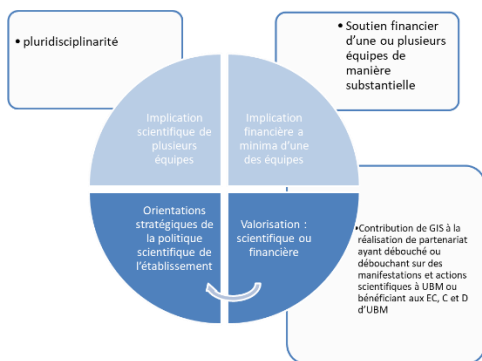 • pluridisciplinarité
• Soutien financier
d'une ou plusieurs
équipes de
manière
substantielle
Implication
scientifique de
plusieurs
équipes
Implication
financière a
minima d'une
des équipes
Orientations
stratégiques de
la politique
scientifique de
l'établissement
Valorisation :
scientifique ou
financière
•Contribution de GIS à la
réalisation de partenariat
ayant débouché ou
débouchant sur des
manifestations et actions
scientifiques à UBM ou
bénéficiant aux EC, C et D
d'UBM